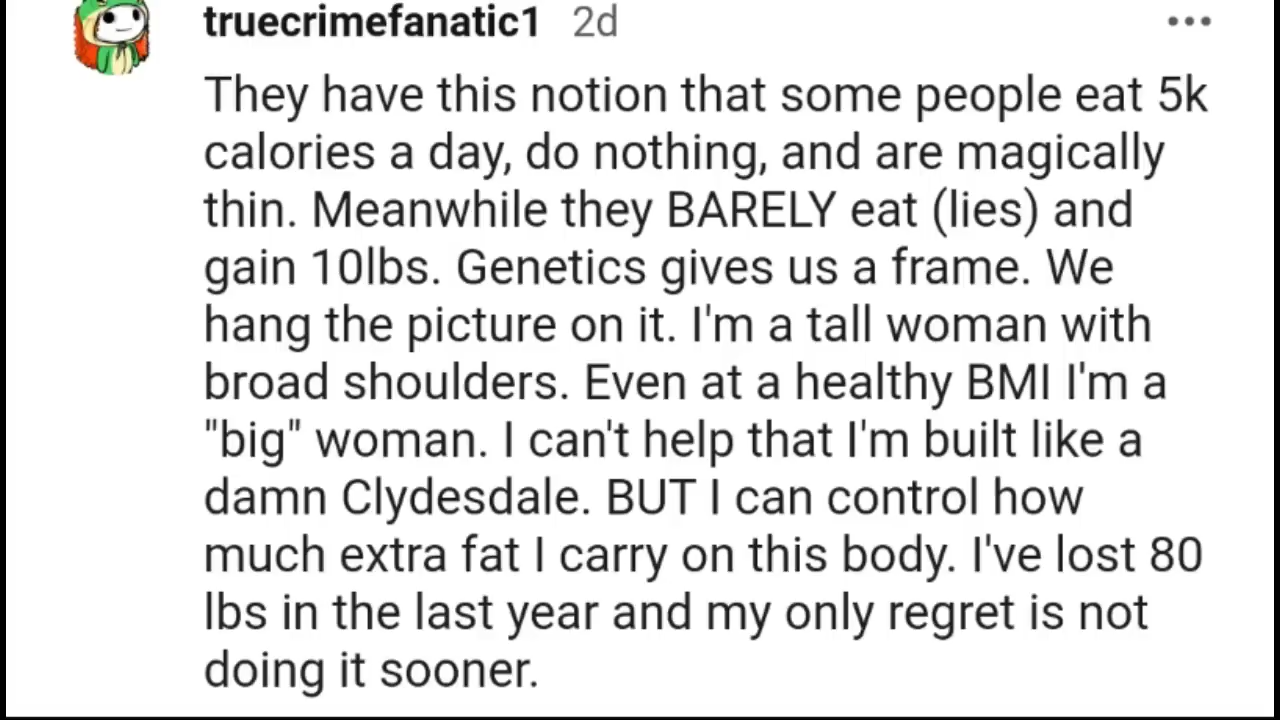 truecrimefanatic1 2d
They have this notion that some people eat 5k
calories a day, do nothing, and are magically
thin. Meanwhile they BARELY eat (lies) and
gain 10lbs. Genetics gives us a frame. We
hang the picture on it. I'm a tall woman with
broad shoulders. Even at a healthy BMI I'm a
"big" woman. I can't help that I'm built like a
damn Clydesdale. BUT I can control how
much extra fat I carry on this body. I've lost 80
lbs in the last year and my only regret is not
doing it sooner.